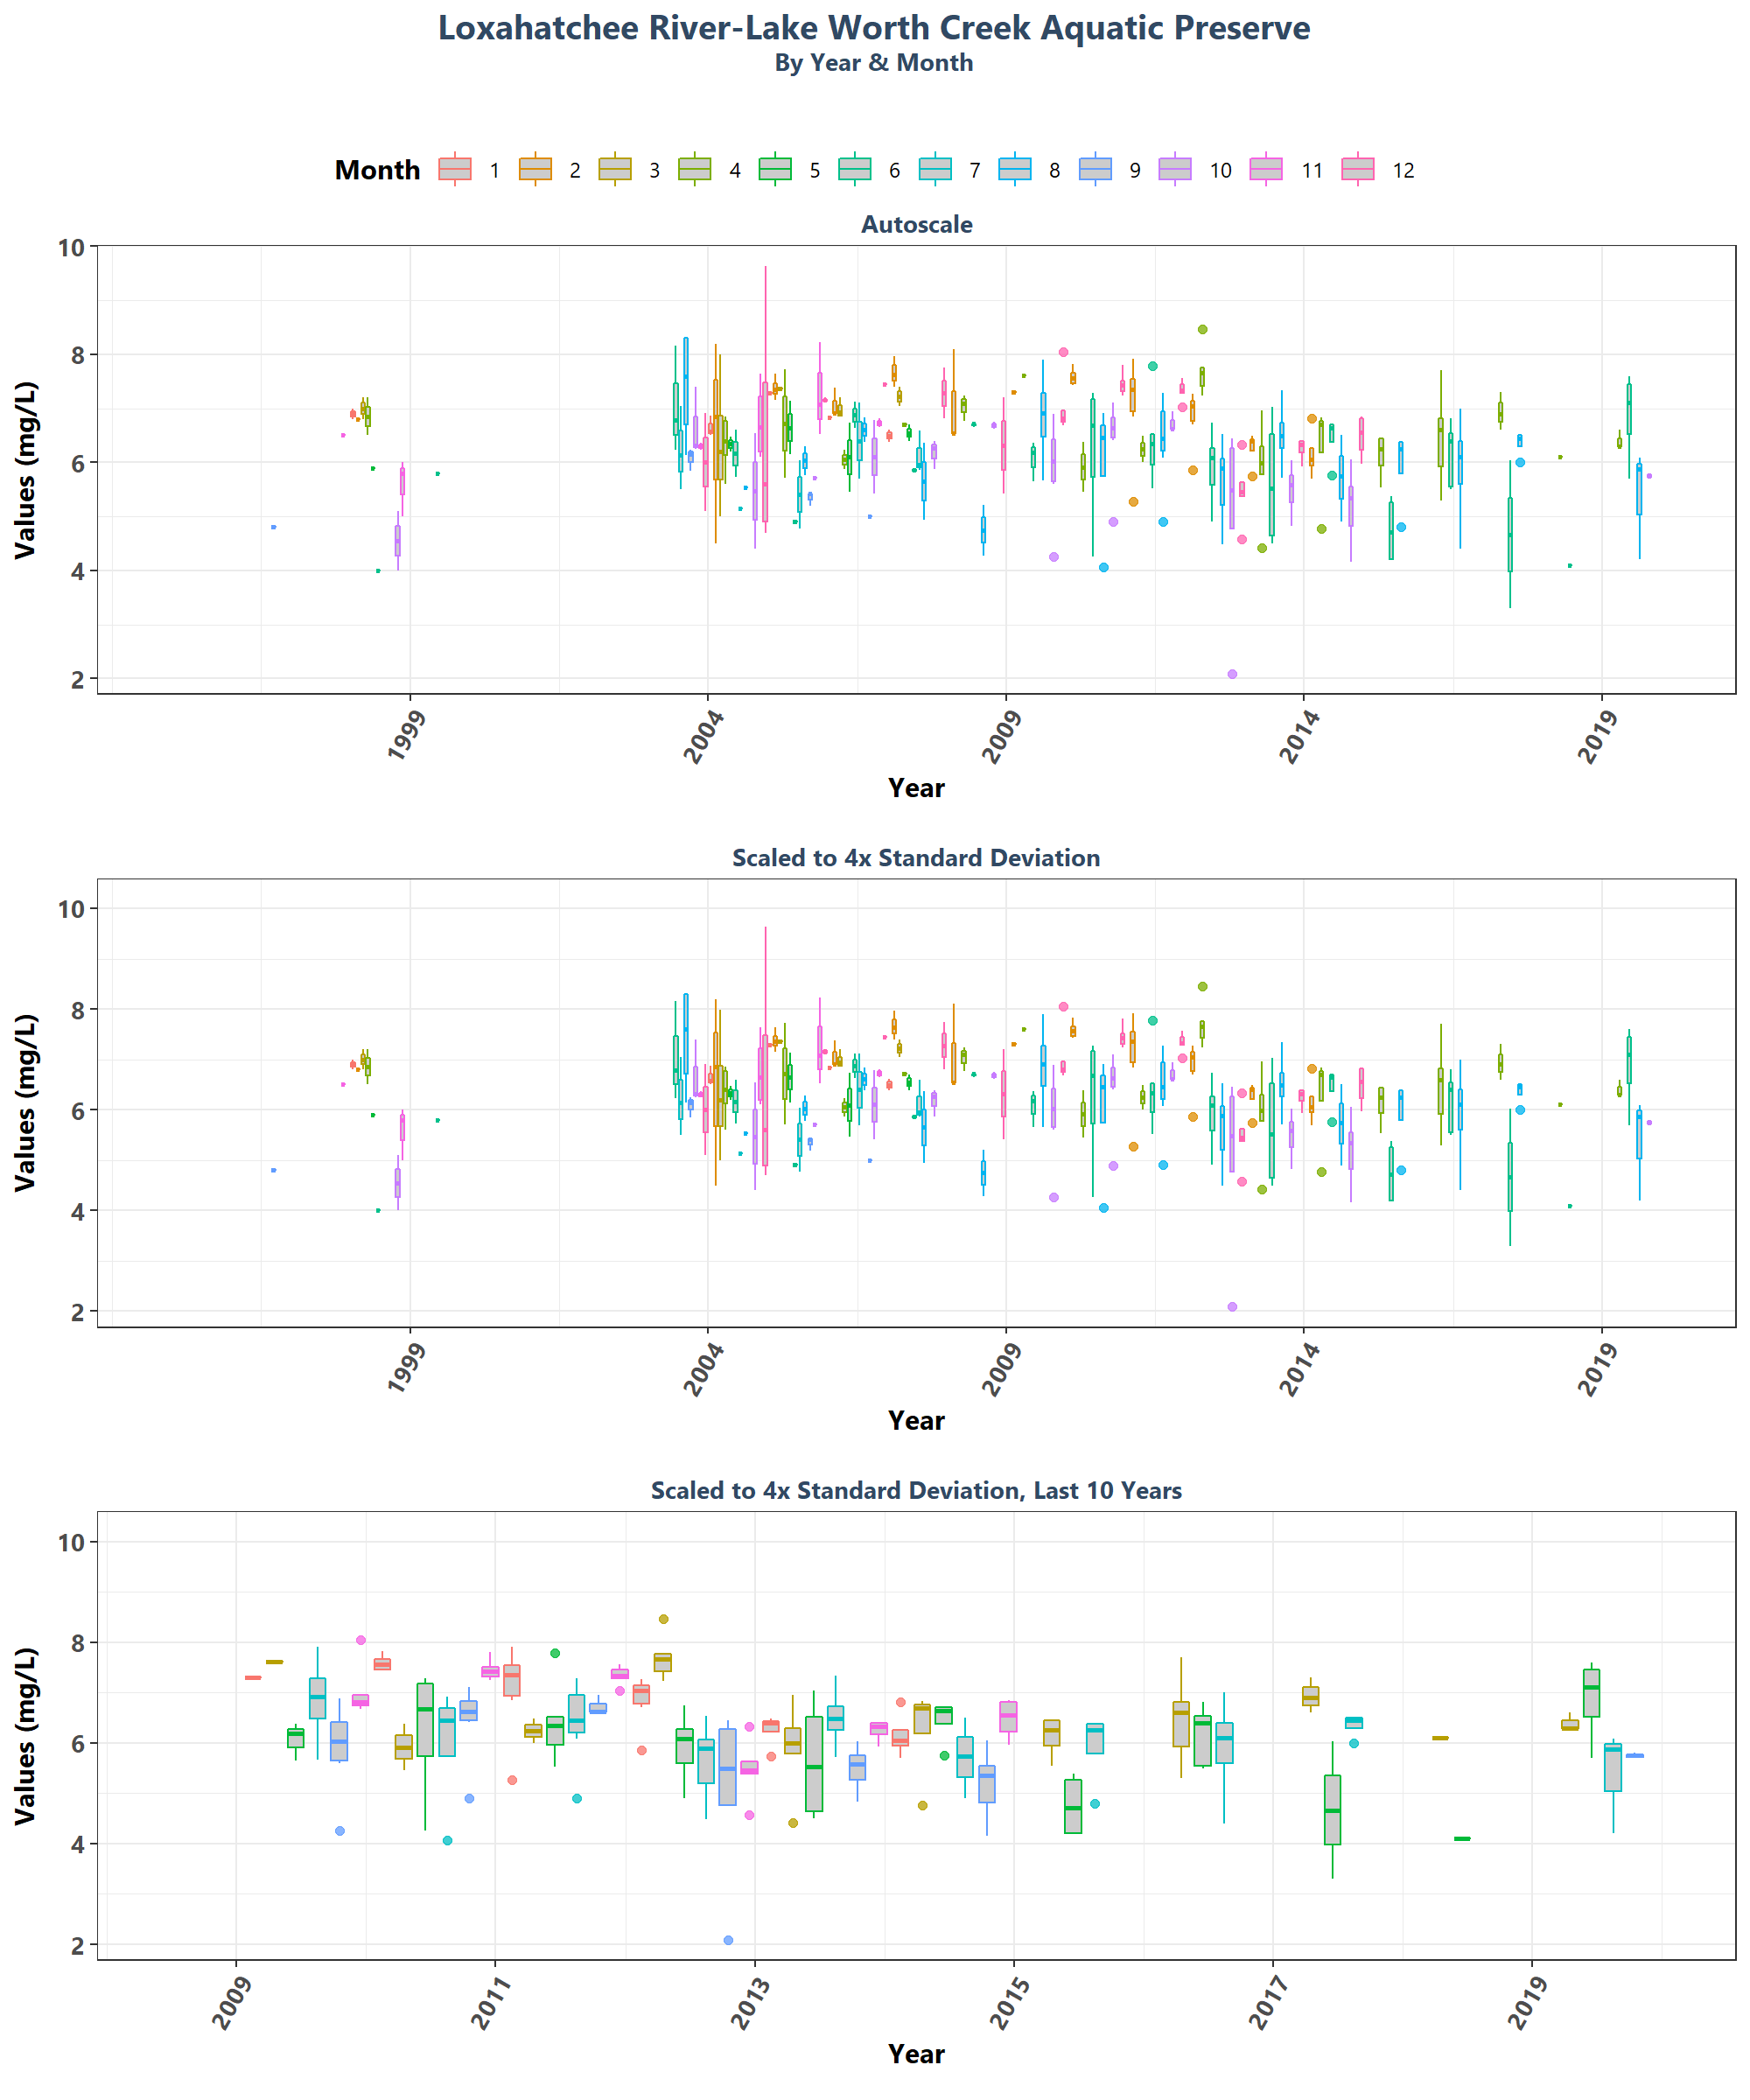 Loxahatchee River-Lake Worth Creek Aquatic Preserve
By Year & Month
Month 1 2 3 4 5 6 7 8 9 10 11 12
Autoscale
Values (mg/L)
10
8
6
4
2
1999 2004 2009 2014 2019
Year
Scaled to 4x Standard Deviation
Values (mg/L)
10
8
6
4
2
1999 2004 2009 2014 2019
Year
Scaled to 4x Standard Deviation, Last 10 Years
Values (mg/L)
10
8
6
4
2
2009 2011 2013 2015 2017 2019
Year